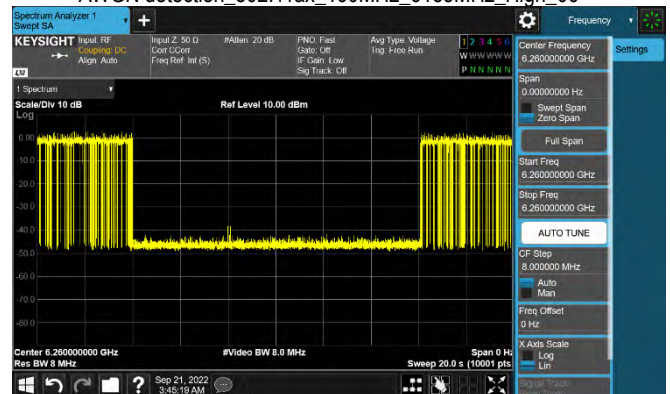 Spectrum Analyzer 1
Swept SA
+
Frequency
KEYSIGHT
Input: RF
Coupling: DC
Align: Auto
Input Z: 50 Ω
Corr CCorr
Freq Ref: Int (S)
#Atten: 20 dB
PNO: Fast
Gate: Off
IF Gain: Low
Sig Track: Off
Avg Type: Voltage
Trig: Free Run
1 2 3 4 5 6
W W W W W W
P N N N N N
LXI
1 Spectrum
Scale/Div 10 dB
Ref Level 10.00 dBm
Log
0.00
-10.0
-20.0
-30.0
-40.0
-50.0
-60.0
-70.0
-80.0
Center 6.260000000 GHz
#Video BW 8.0 MHz
Span 0 Hz
Res BW 8 MHz
Sweep 20.0 s (10001 pts
Sep 21, 2022
3:45:19 AM
Center Frequency
6.260000000 GHz
Settings
Span
0.00000000 Hz
Swept Span
Zero Span
Full Span
Start Freq
6.260000000 GHz
Stop Freq
6.260000000 GHz
AUTO TUNE
CF Step
8.000000 MHz
Auto
Man
Freq Offset
0 Hz
X Axis Scale
Log
Lin
Signal Track